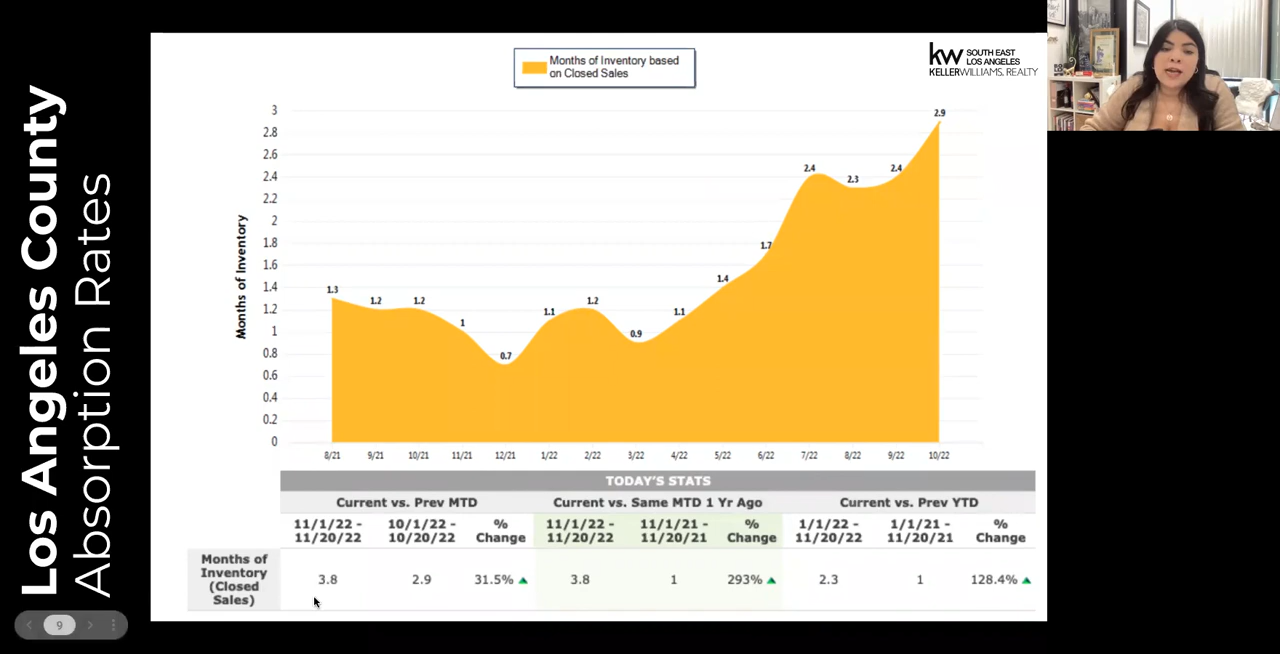 Los Angeles County
Absorption Rates
Months of Inventory based
on Closed Sales
kw SOUTH EAST
LOS ANGELES
KELLERWILLIAMS. REALTY
Months of Inventory
3
2.8
2.6
2.4
2.2
2
1.8
1.6
1.4
1.2
1
0.8
0.6
0.4
0.2
0
1.3
1.2
1.2
1
0.7
1.1
1.2
0.9
1.1
1.4
1.7
2.4
2.3
2.4
2.9
8/21 9/21 10/21 11/21 12/21 1/22 2/22 3/22 4/22 5/22 6/22 7/22 8/22 9/22 10/22
TODAY'S STATS
Current vs. Prev MTD Current vs. Same MTD 1 Yr Ago Current vs. Prev YTD
11/1/22 - 10/1/22 - % 11/1/22 - 11/1/21 - % 1/1/22 - 1/1/21 - %
11/20/22 10/20/22 Change 11/20/22 11/20/21 Change 11/20/22 11/20/21 Change
Months of
Inventory
(Closed
Sales)
3.8 2.9 31.5% 3.8 1 293% 2.3 1 128.4%
9